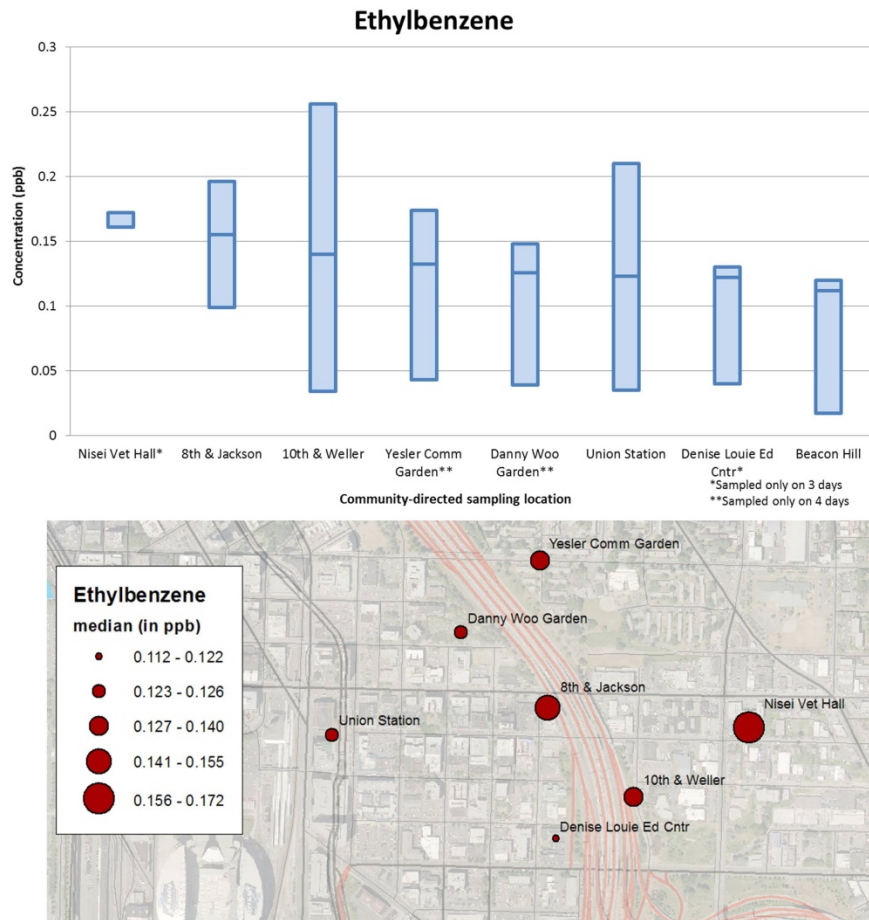 Ethylbenzene
0.3
0.25
0.2
0.15
0.1
0.05
0
Concentration (ppb)
Nisei Vet Hall*
8th & Jackson
10th & Weller
Yesler Comm
Garden**
Danny Woo
Garden**
Union Station
Denise Louie Ed
Cntr*
Beacon Hill
*Sampled only on 3 days
**Sampled only on 4 days
Community-directed sampling location
Ethylbenzene
median (in ppb)
0.112 - 0.122
0.123 - 0.126
0.127 - 0.140
0.141 - 0.155
0.156 - 0.172
Yesler Comm Garden
Danny Woo Garden
8th & Jackson
Nisei Vet Hall
Union Station
10th & Weller
Denise Louie Ed Cntr